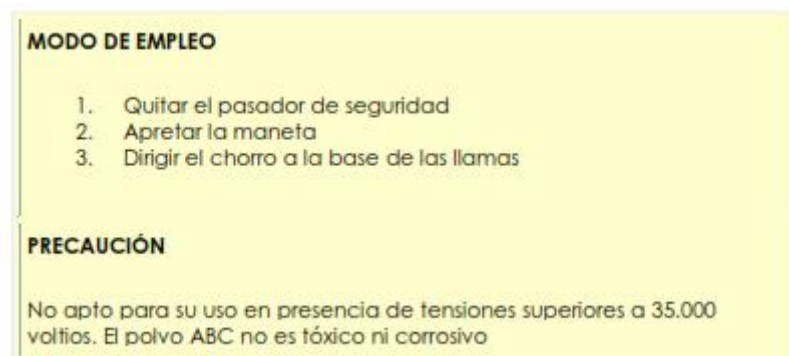 MODO DE EMPLEO
1. Quitar el pasador de seguridad
2. Apretar la maneta
3. Dirigir el chorro a la base de las llamas
PRECAUCIÓN
No apto para su uso en presencia de tensiones superiores a 35.000
voltios. El polvo ABC no es tóxico ni corrosivo